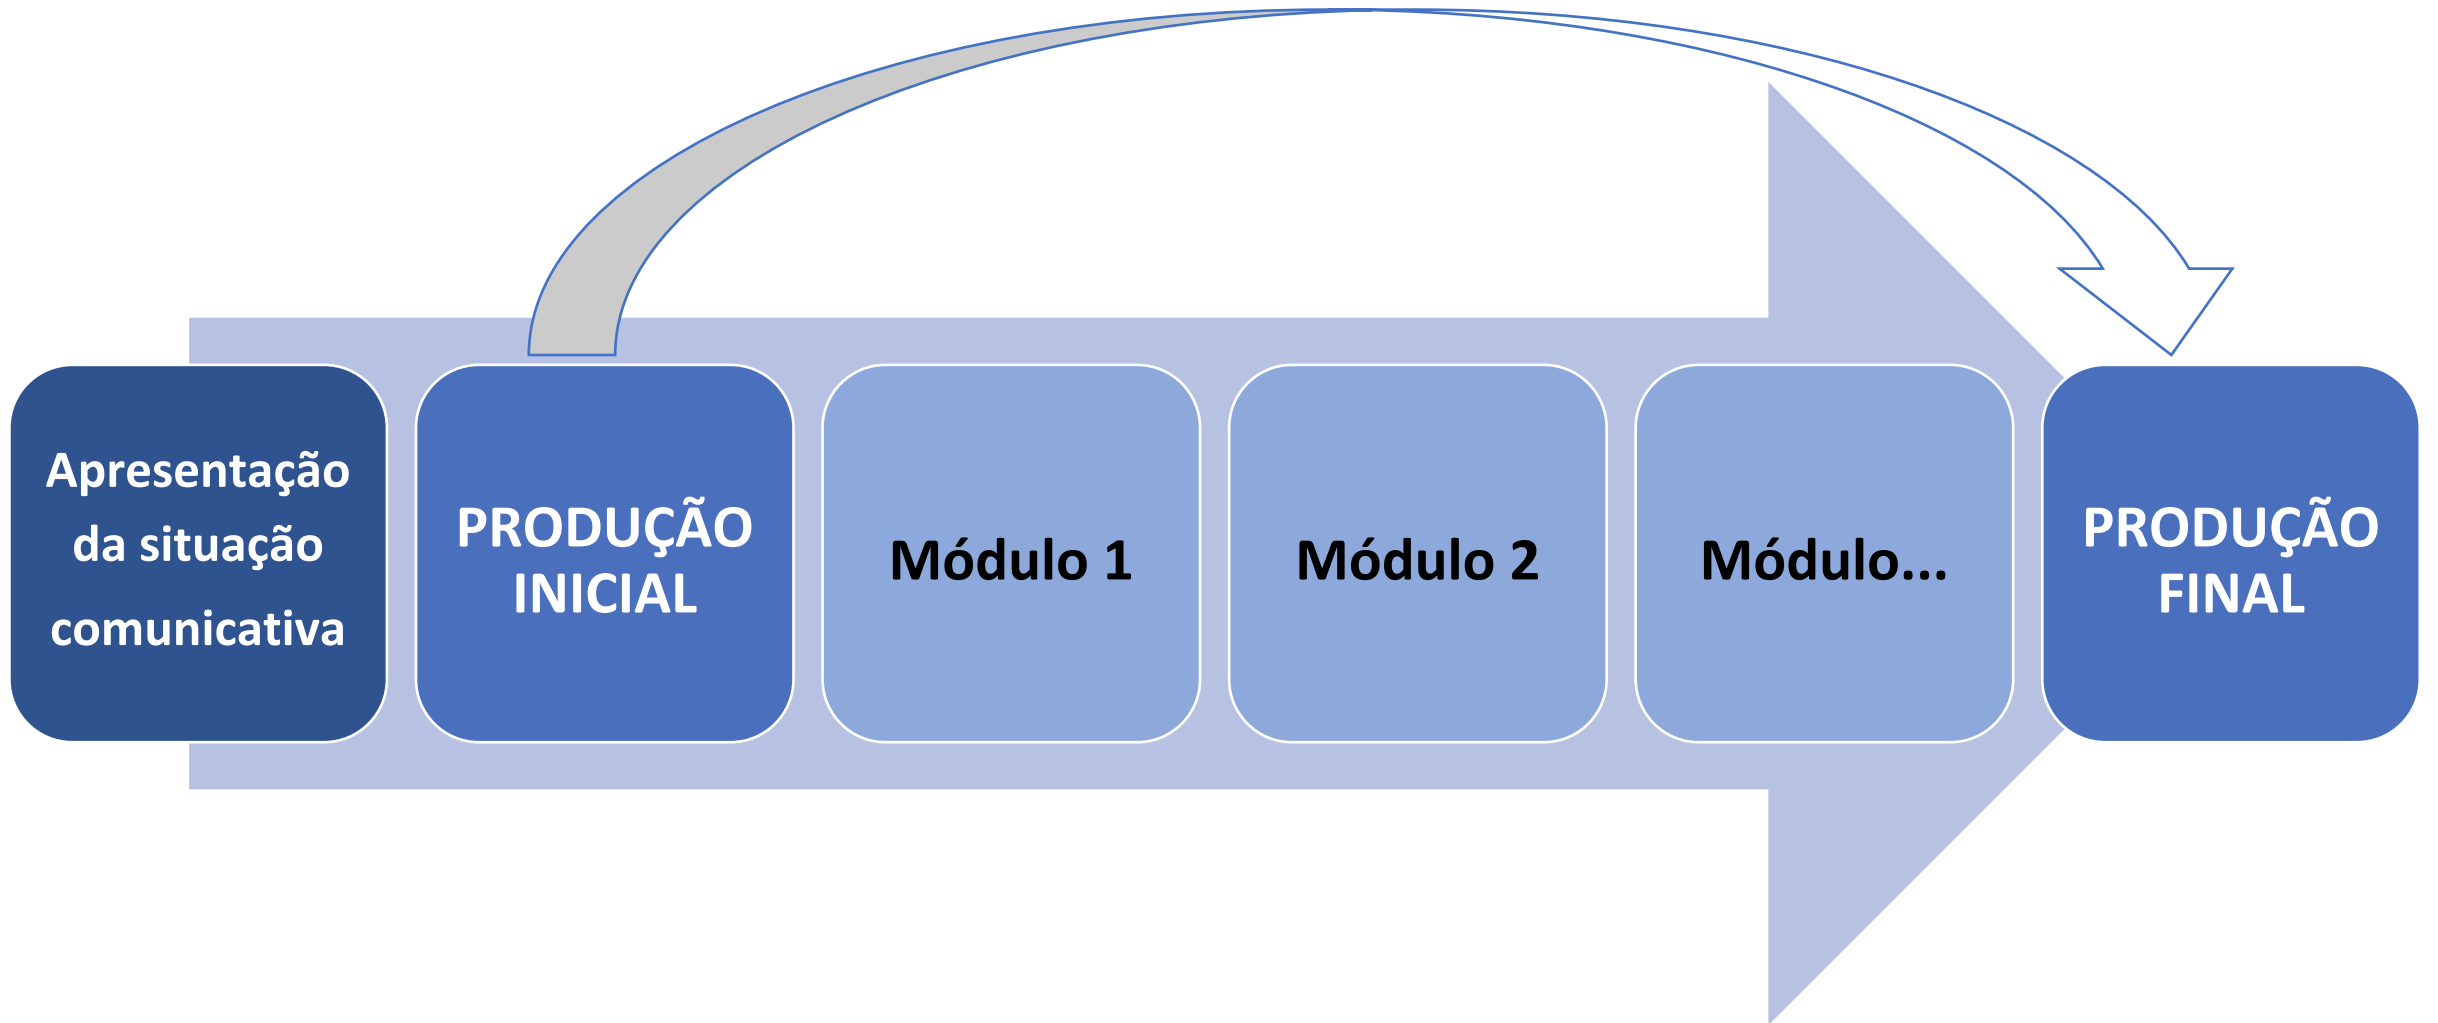 Apresentação
da situação
comunicativa
PRODUÇÃO
INICIAL
Módulo 1
Módulo 2
Módulo...
PRODUÇÃO
FINAL